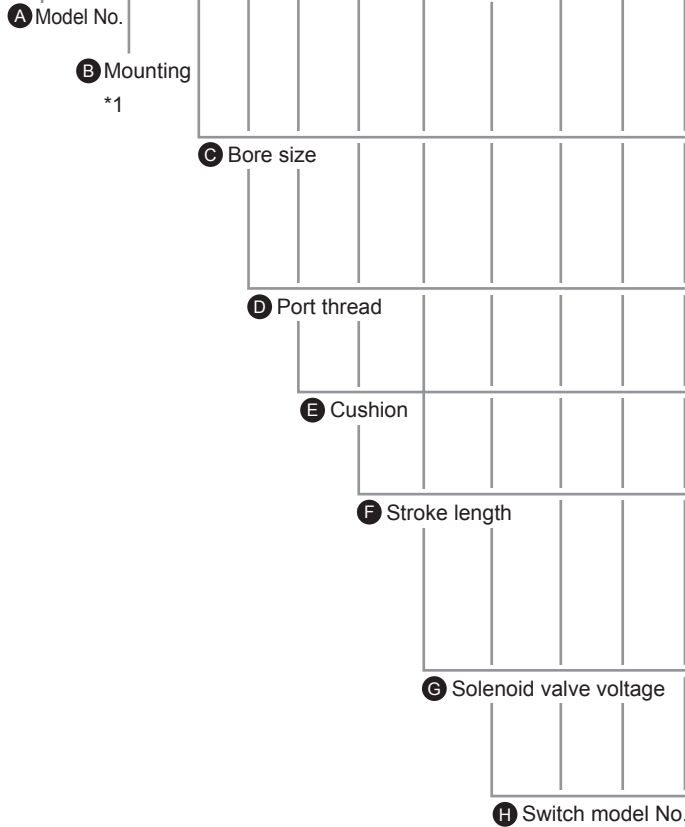 A Model No.
B Mounting
*1
C Bore size
D Port thread
E Cushion
F Stroke length
G Solenoid valve voltage
H Switch model No.